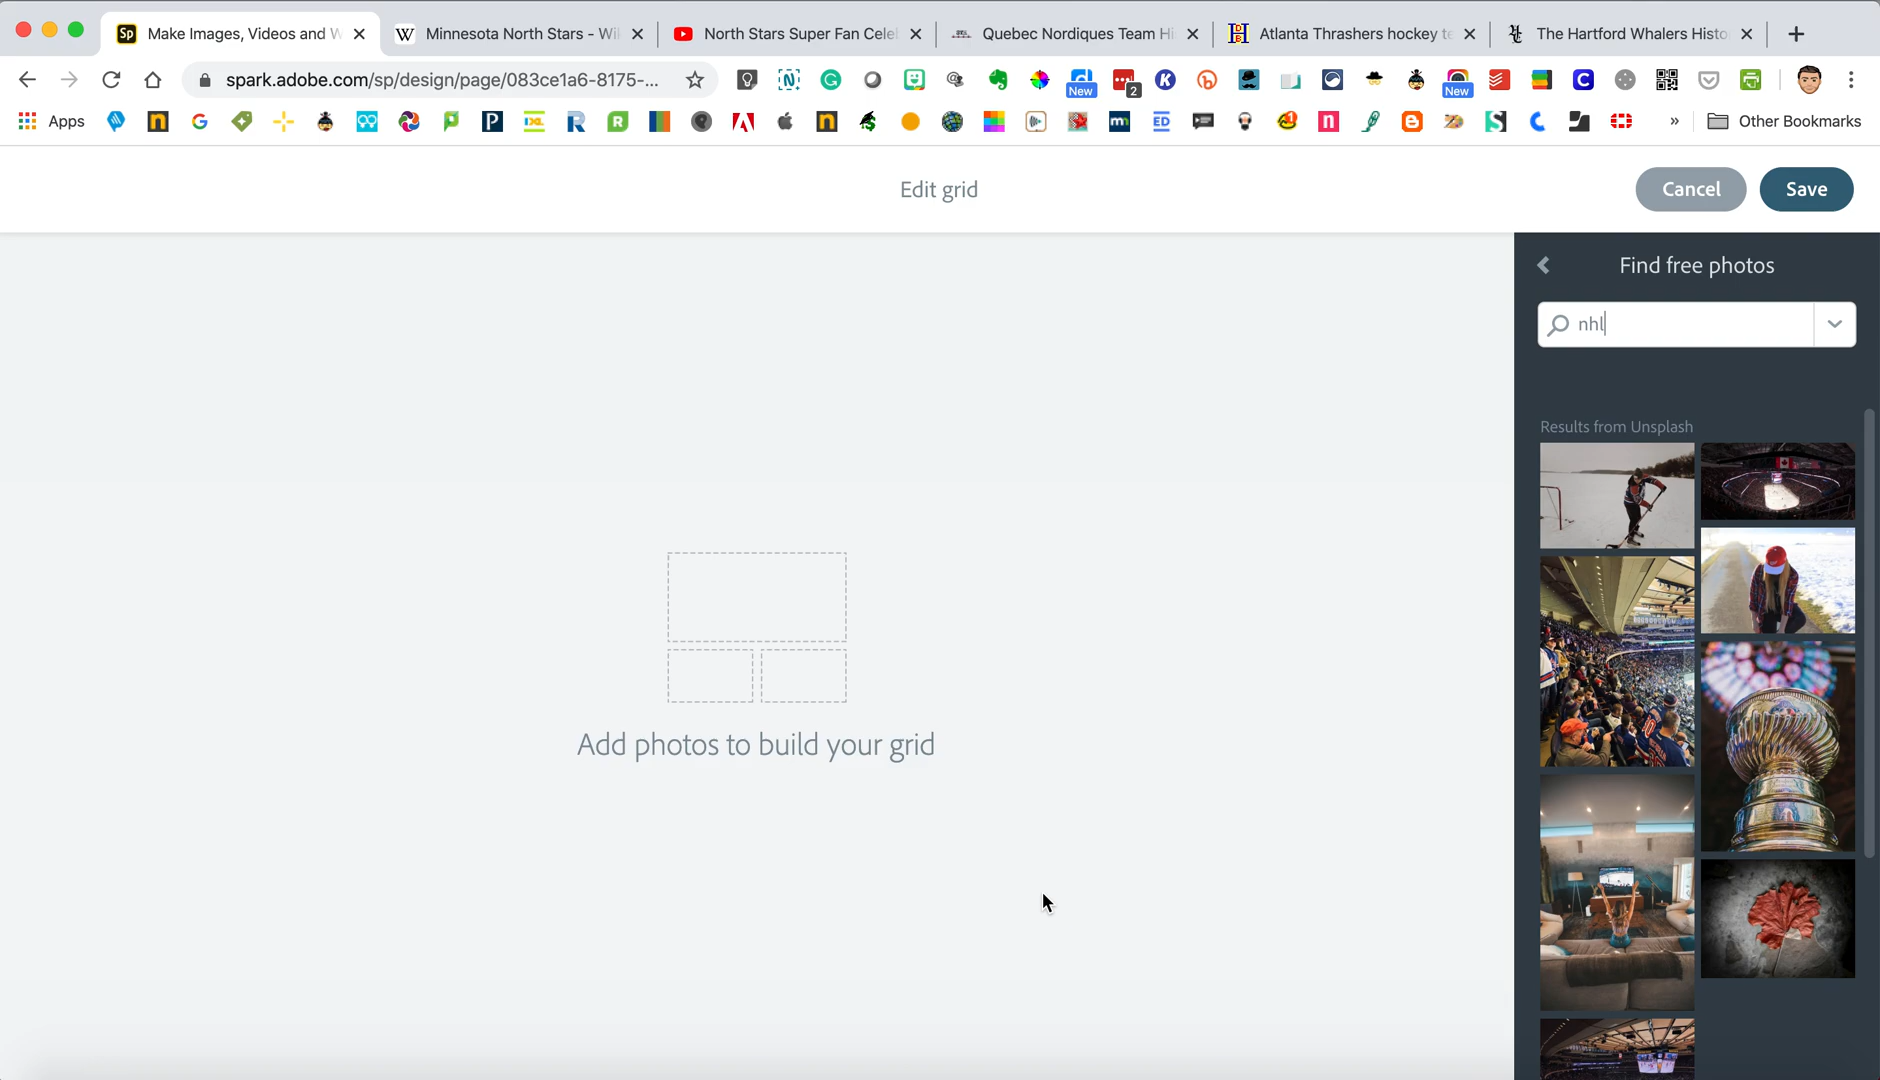 Make Images, Videos and W
Minnesota North Stars - Wi
North Stars Super Fan Cele
Quebec Nordiques Team Hi
Atlanta Thrashers hockey te
The Hartford Whalers Histo
spark.adobe.com/sp/design/page/083ce1a6-8175-...
New
2
New
Apps
»
Other Bookmarks
Edit grid
Cancel
Save
Find free photos
nhl
Results from Unsplash
Add photos to build your grid